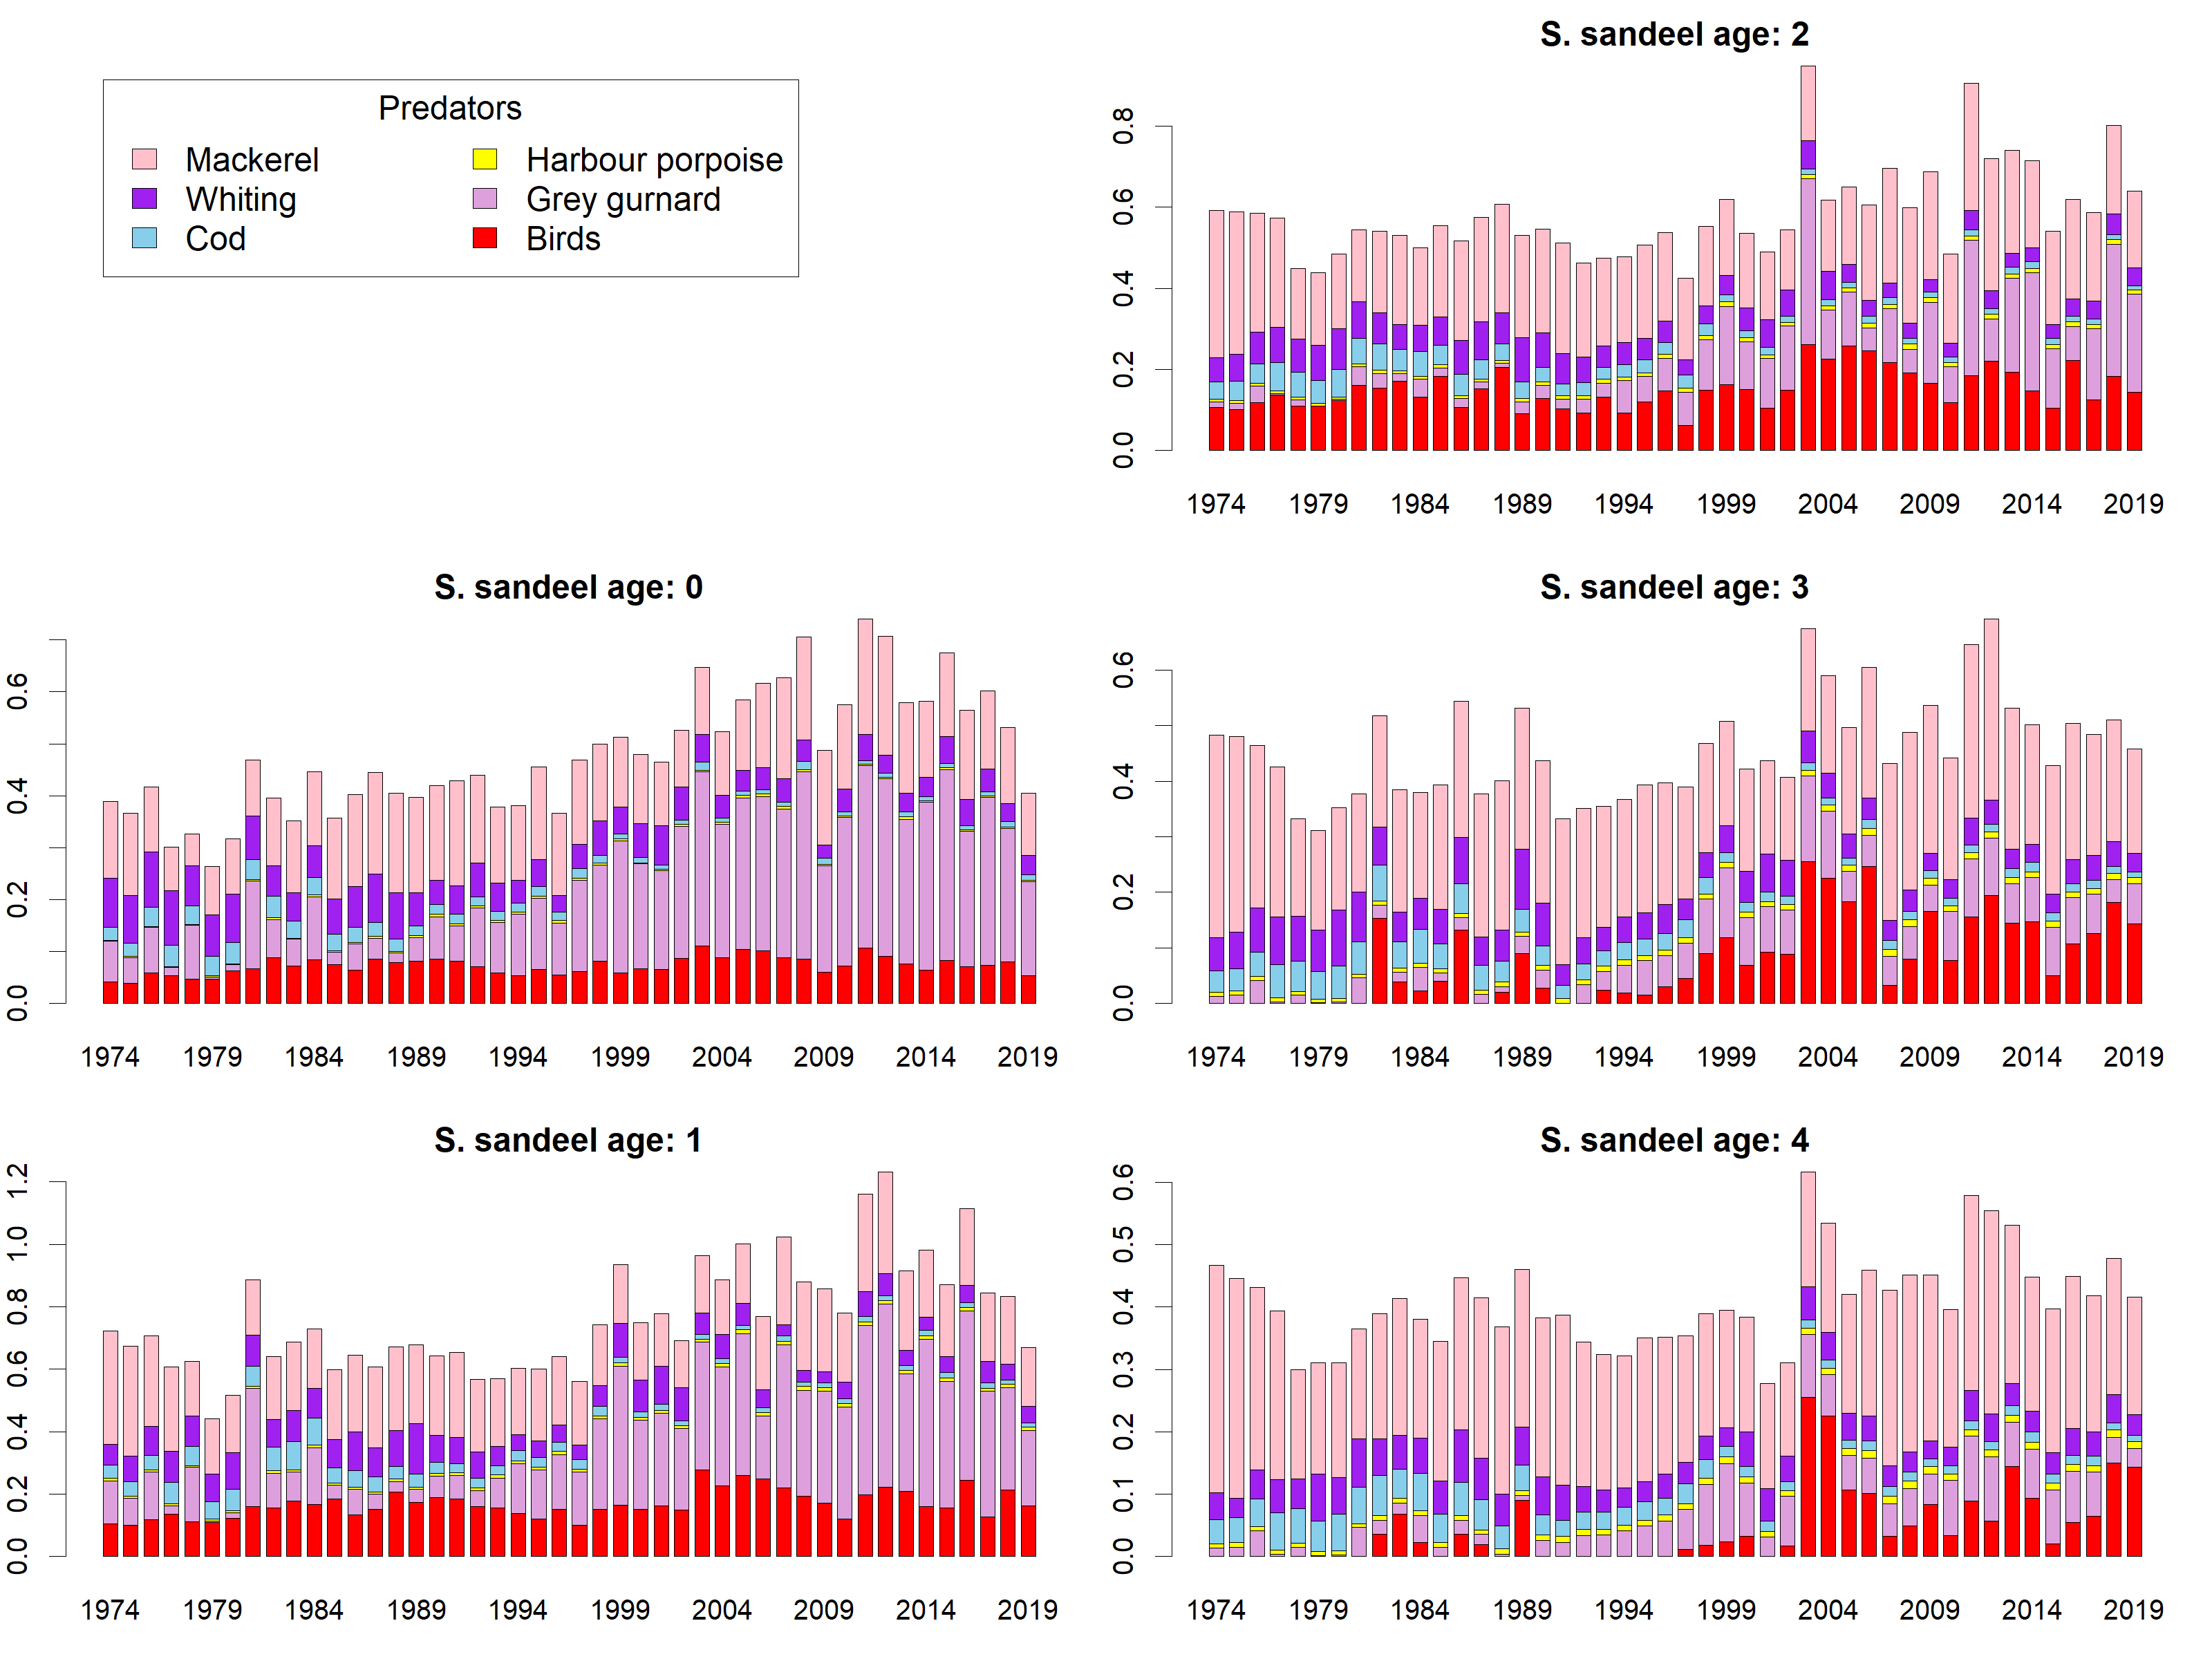 Predators
Mackerel
Whiting
Cod
Harbour porpoise
Grey gurnard
Birds
S. sandeel age: 2
0.0 0.2 0.4 0.6 0.8
1974 1979 1984 1989 1994 1999 2004 2009 2014 2019
S. sandeel age: 0
0.0 0.2 0.4 0.6
1974 1979 1984 1989 1994 1999 2004 2009 2014 2019
S. sandeel age: 3
0.0 0.2 0.4 0.6
1974 1979 1984 1989 1994 1999 2004 2009 2014 2019
S. sandeel age: 1
0.0 0.2 0.4 0.6 0.8 1.0 1.2
1974 1979 1984 1989 1994 1999 2004 2009 2014 2019
S. sandeel age: 4
0.0 0.1 0.2 0.3 0.4 0.5 0.6
1974 1979 1984 1989 1994 1999 2004 2009 2014 2019